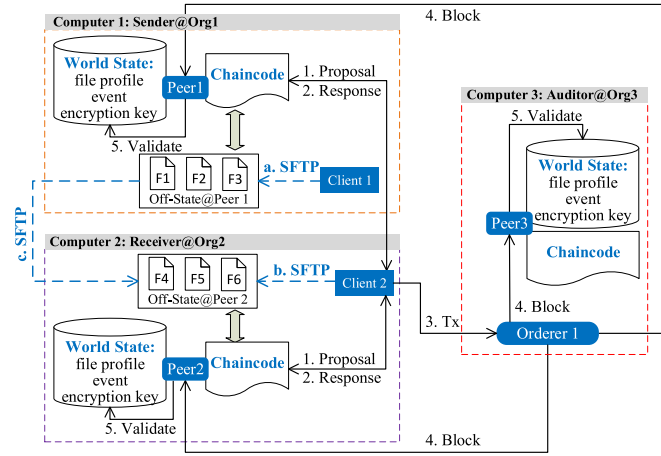 Computer 1: Sender@Org1
4. Block
World State:
file profile
event
encryption key
Peer1
Chaincode
1. Proposal
2. Response
5. Validate
F1
F2
F3
Off-State@Peer 1
a. SFTP
Client 1
c. SFTP
Computer 2: Receiver@Org2
F4
F5
F6
Off-State@Peer 2
b. SFTP
Client 2
World State:
file profile
event
encryption key
Peer2
Chaincode
1. Proposal
2. Response
5. Validate
3. Tx
4. Block
Computer 3: Auditor@Org3
5. Validate
World State:
file profile
event
encryption key
Peer3
Chaincode
4. Block
Orderer 1